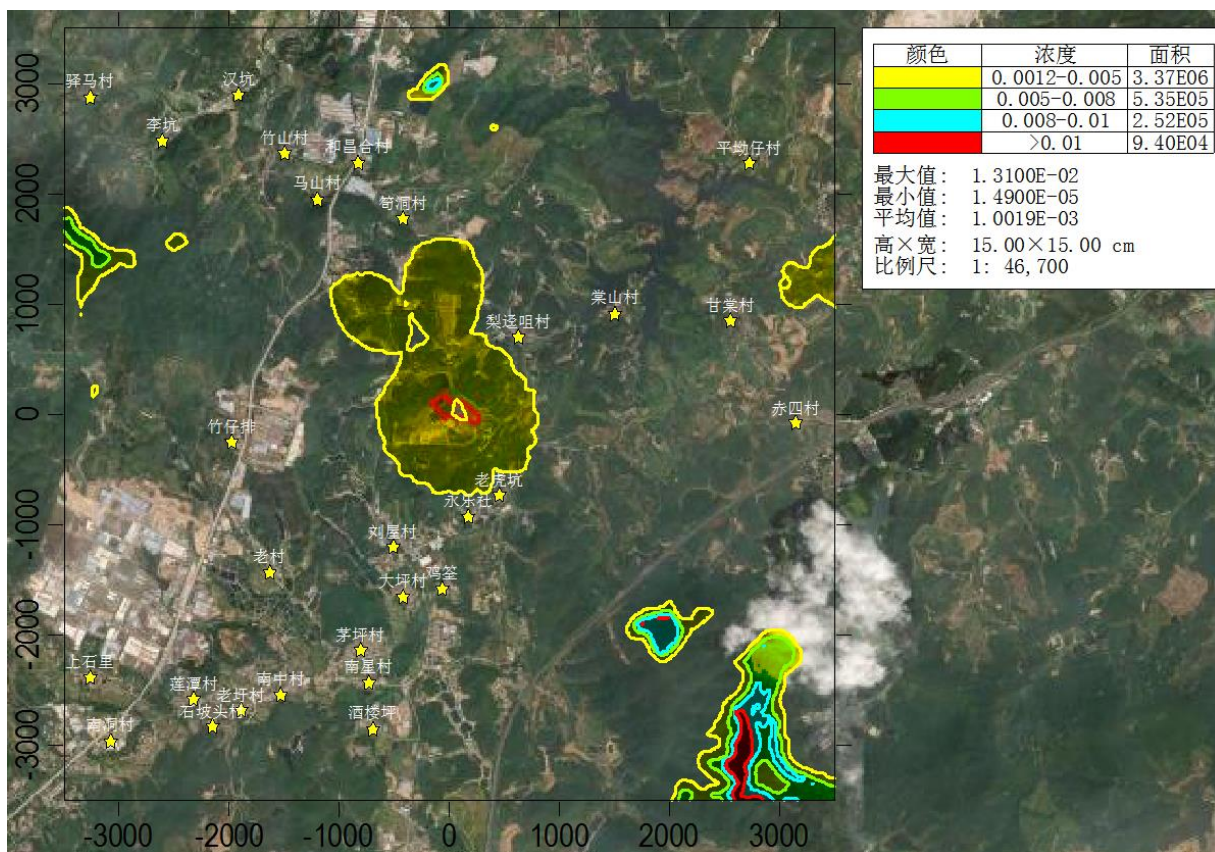 颜色 浓度 面积
0.0012-0.005 3.37E06
0.005-0.008 5.35E05
0.008-0.01 2.52E05
>0.01 9.40E04
最大值: 1.3100E-02
最小值: 1.4900E-05
平均值: 1.0019E-03
高×宽: 15.00×15.00 cm
比例尺: 1: 46,700
3000
2000
1000
0
-1000
-2000
-3000
驿马村
汉坑
李坑
竹山村
和昌合村
平坳仔村
马山村
筍洞村
棠山村
甘棠村
梨迳咀村
赤四村
竹仔排
老虎坑
永乐社
刘屋村
老村
大坪村
鸡筌
茅坪村
上石里
南星村
莲潭村
南中村
老圩村
石坡头村
酒楼坪
南洞村
-3000 -2000 -1000 0 1000 2000 3000